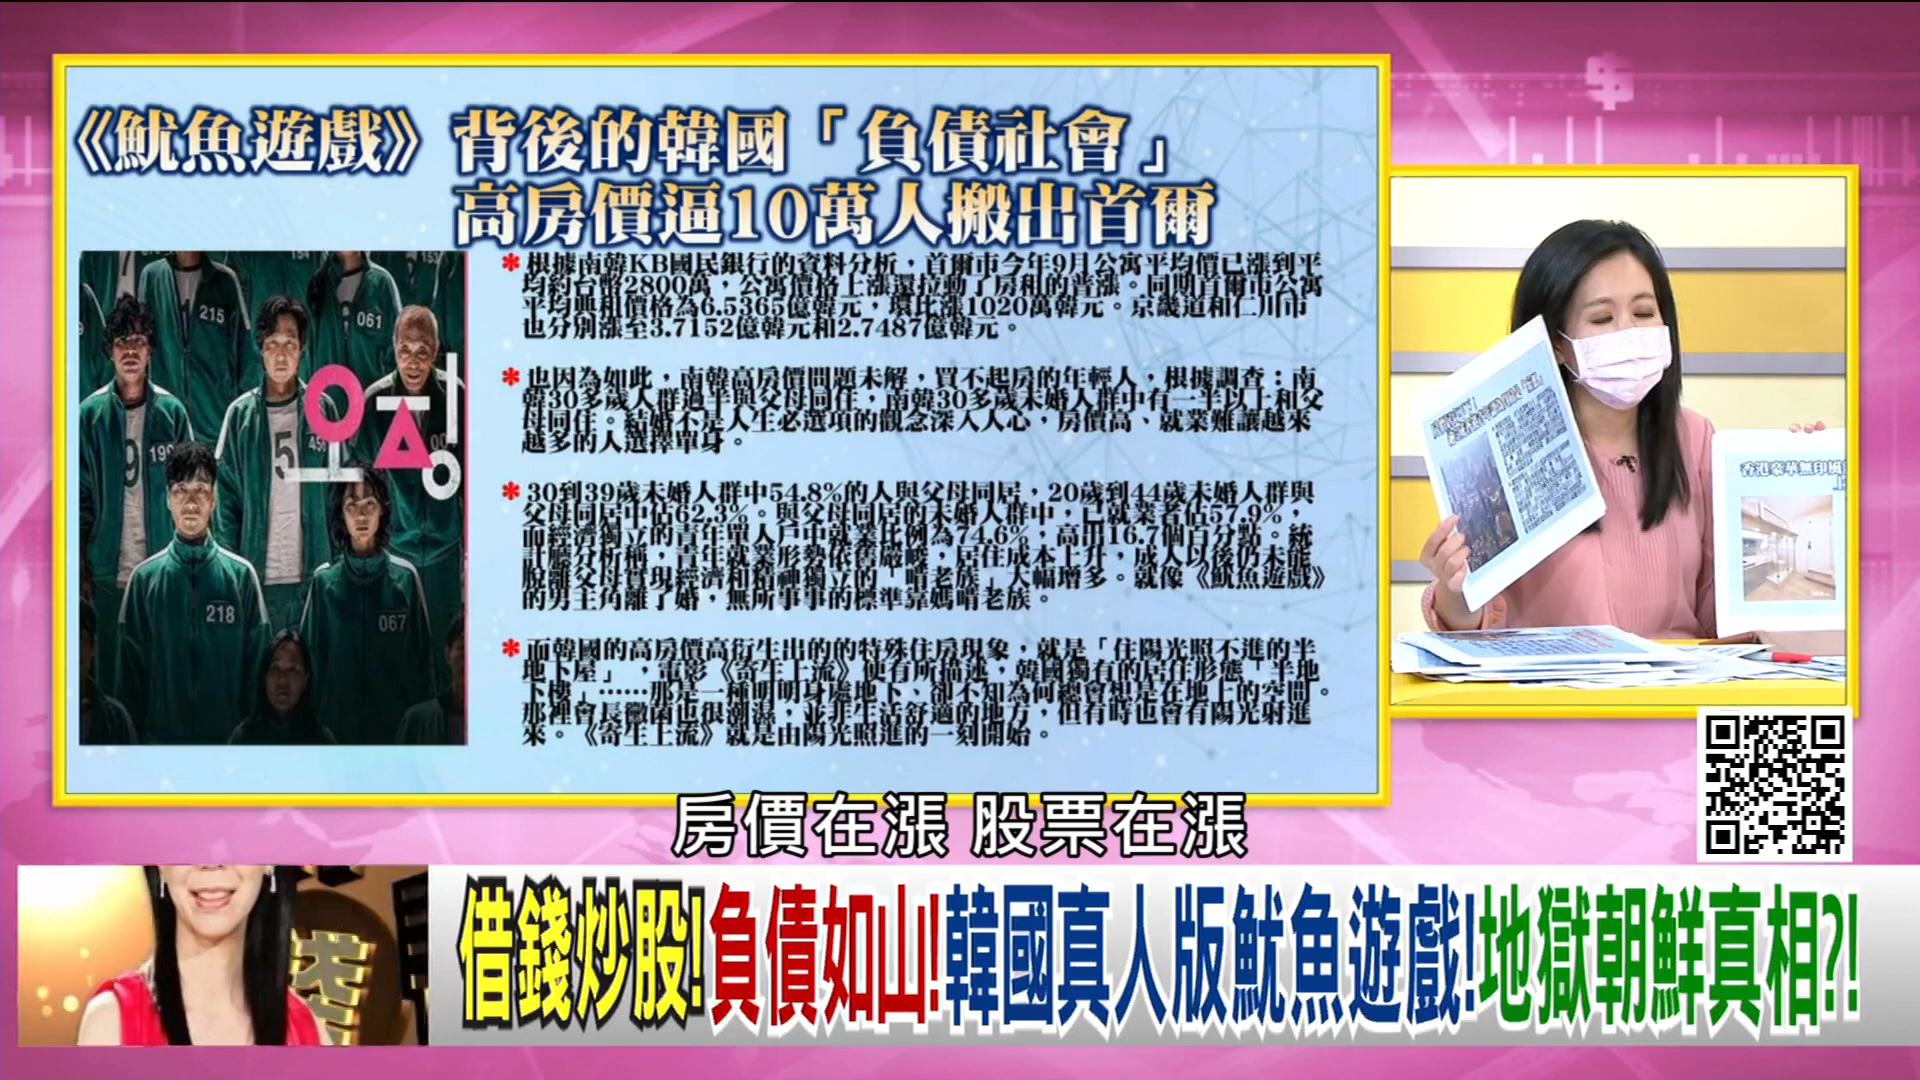 《魷魚遊戲》 背後的韓國「負債社會」
高房價逼10萬人搬出首爾
* 根據南韓KB國民銀行的資料分析，首爾市今年9月公寓平均價已漲到平
均約台幣2800萬，公寓價格上漲還拉動了房租的普漲。同期首爾市公寓
平均典租價格為6.5365億韓元，環比漲1020萬韓元。京畿道和仁川市
也分別漲至3.7152億韓元和2.7487億韓元。
* 也因為如此，南韓高房價問題未解，買不起房的年輕人，根據調查：南
韓30多歲人群過半與父母同住，南韓30多歲未婚人群中有一半以上和父
母同住。結婚不是人生必選項的觀念深入人心，房價高、就業難讓越來
越多的人選擇單身。
* 30到39歲未婚人群中54.8%的人與父母同居，20歲到44歲未婚人群與
父母同居中佔62.3%。與父母同居的未婚人群中，已就業者佔57.9%，
而經濟獨立的青年單人戶中就業比例為74.6%，高出16.7個百分點。統
計廳分析稱，青年就業形勢依舊嚴峻，居住成本上升，成人以後仍未能
脫離父母實現經濟和精神獨立的「啃老族」大幅增多。就像《魷魚遊戲》
的男主角離了婚，無所事事的標準靠媽啃老族。
* 而韓國的高房價高衍生出的的特殊住房現象，就是「住陽光照不進的半
地下屋」，電影《寄生上流》便有所描述，韓國獨有的居住形態「半地
下樓」……那是一種明明身處地下、卻不知為何總會想是在地上的空間。
那裡會長黴菌也很潮濕，並非生活舒適的地方，但有時也會有陽光射進
來。《寄生上流》就是由陽光照進的一刻開始。
154
153
215
061
9
190
5
오징
218
067
香港豪華無印風
房價在漲 股票在漲
借錢炒股!負債如山!韓國真人版魷魚遊戲!地獄朝鮮真相?!